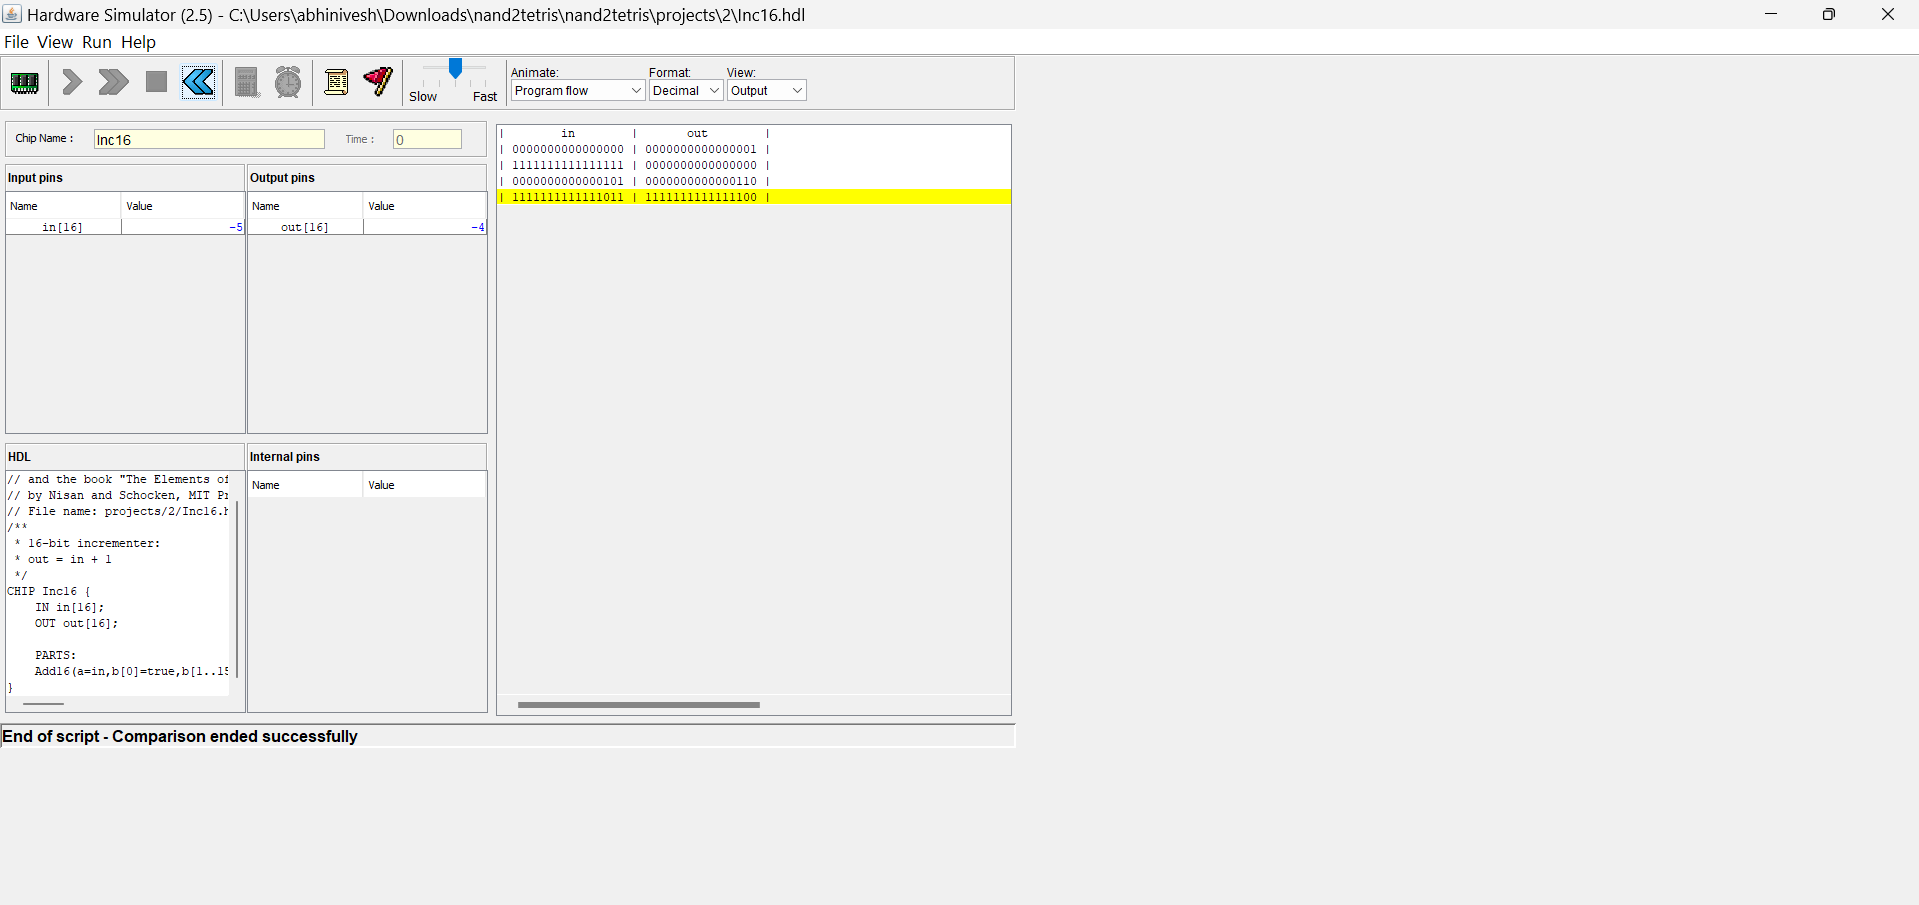 Hardware Simulator (2.5) - C:\Users\abhinivesh\Downloads\nand2tetris\nand2tetris\projects\2\Inc16.hdl
File View Run Help
Slow Fast
Animate: Format: View:
Program flow Decimal Output
Chip Name : Inc16 Time : 0
Input pins
Name Value
in[16] -5
Output pins
Name Value
out[16] -4
| in | out |
| 0000000000000000 | 0000000000000001 |
| 1111111111111111 | 0000000000000000 |
| 0000000000000101 | 0000000000000110 |
| 1111111111111011 | 1111111111111100 |
HDL
// and the book "The Elements of
// by Nisan and Schocken, MIT Pr
// File name: projects/2/Inc16.h
/**
* 16-bit incrementer:
* out = in + 1
*/
CHIP Inc16 {
IN in[16];
OUT out[16];
PARTS:
Add16(a=in,b[0]=true,b[1..15
}
Internal pins
Name Value
End of script - Comparison ended successfully